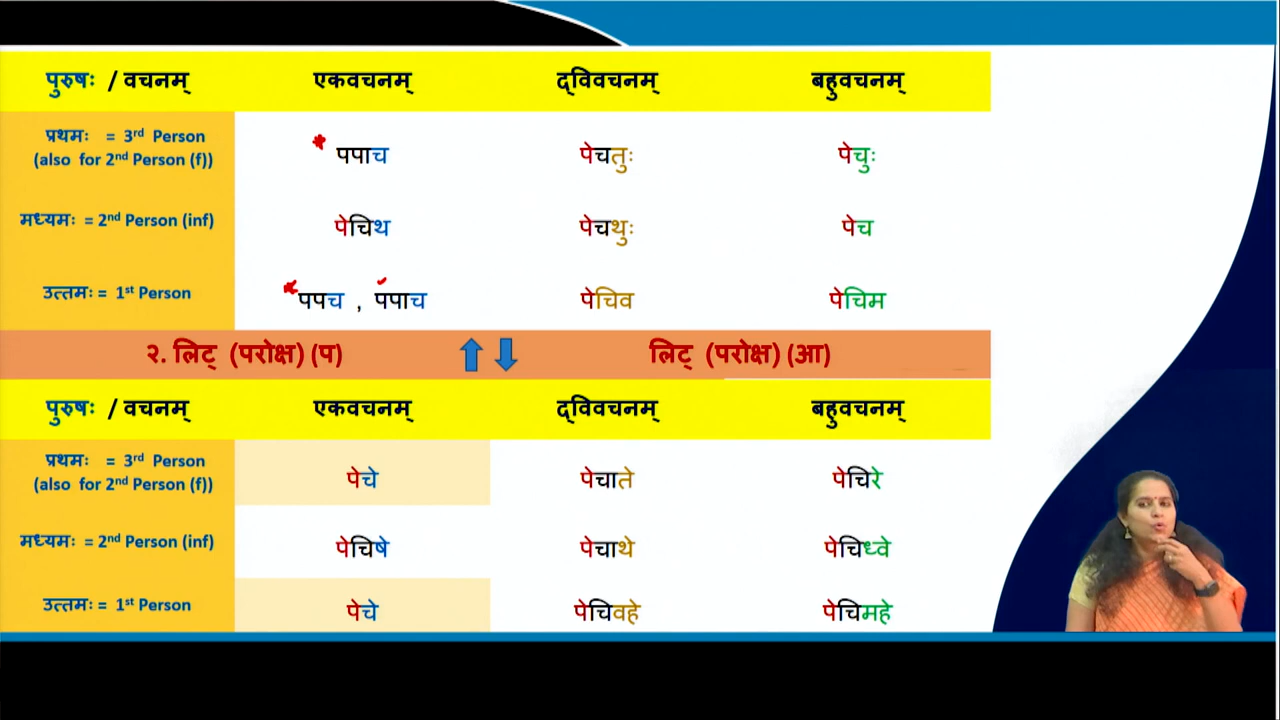 पुरुषः / वचनम् एकवचनम् द्विवचनम् बहुवचनम्
प्रथमः = 3rd Person
(also for 2nd Person (f)) पपाच पेचतुः पेचुः
मध्यमः = 2nd Person (inf) पेचिथ पेचथुः पेच
उत्तमः = 1st Person पपच , पपाच पेचिव पेचिम
२. लिट् (परोक्ष) (प) लिट् (परोक्ष) (आ)
पुरुषः / वचनम् एकवचनम् द्विवचनम् बहुवचनम्
प्रथमः = 3rd Person
(also for 2nd Person (f)) पेचे पेचाते पेचिरे
मध्यमः = 2nd Person (inf) पेचिषे पेचाथे पेचिध्वे
उत्तमः = 1st Person पेचे पेचिवहे पेचिमहे